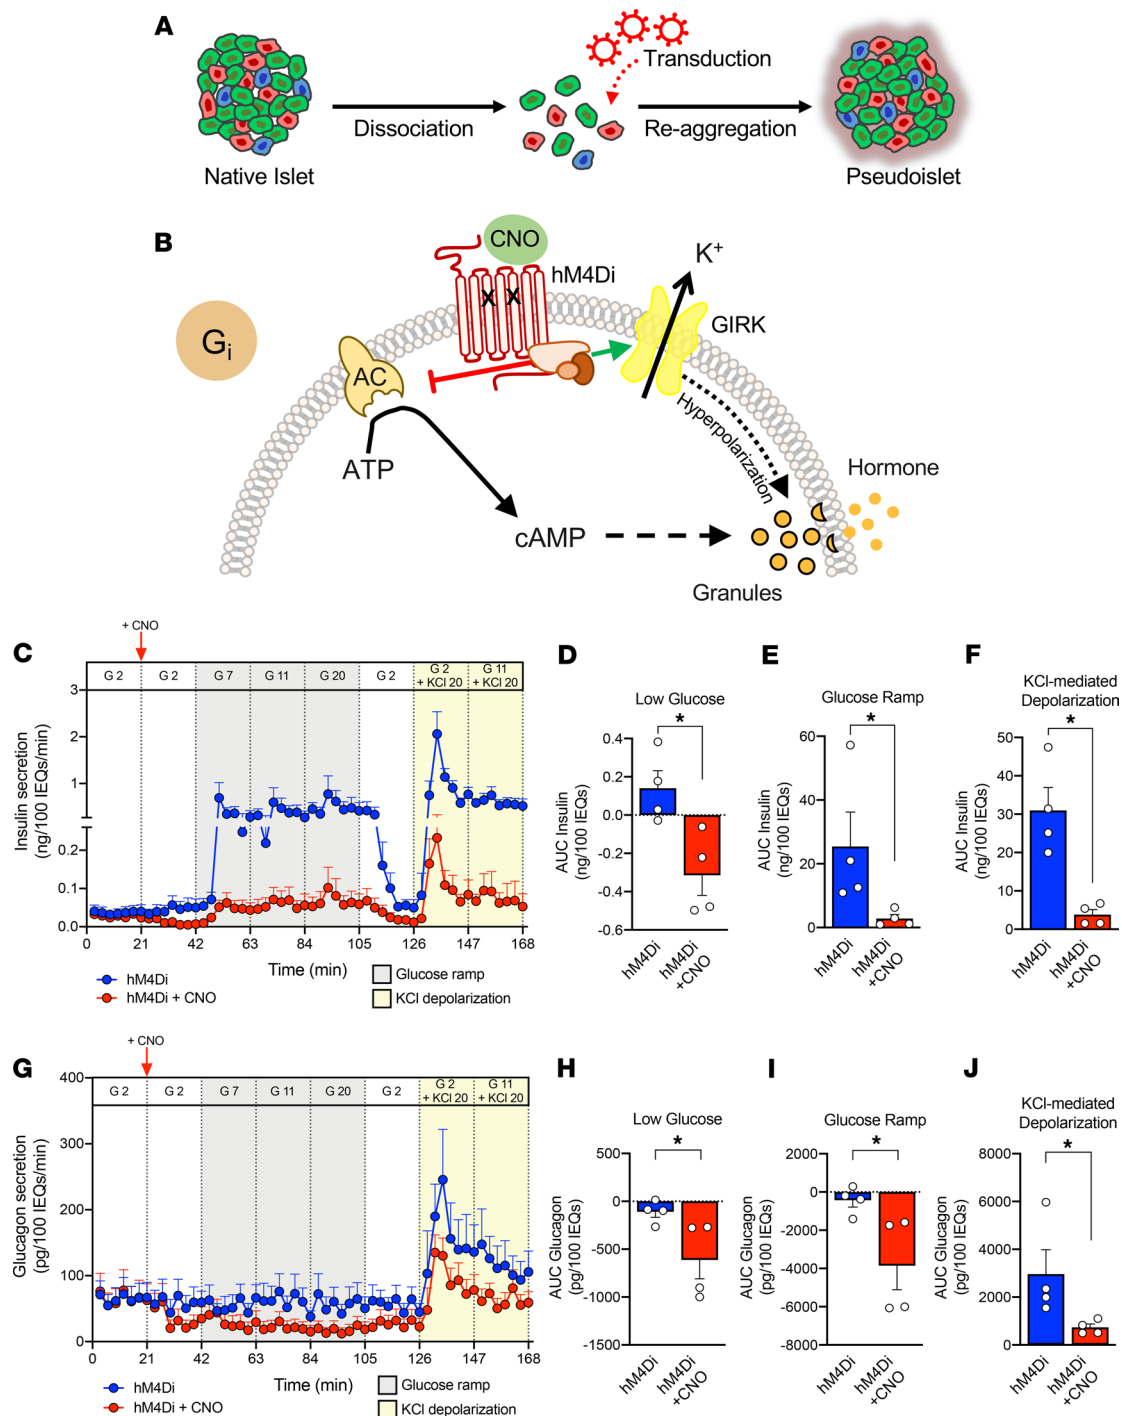 A
Transduction
Dissociation
Re-aggregation
Native Islet
Pseudoislet
B
CNO
K+
hM4Di
Gi
GIRK
AC
Hyperpolarization
ATP
Hormone
cAMP
Granules
C
+ CNO
G 2
G 2
G 7
G 11
G 20
G 2
G 2
+ KCl 20
G 11
+ KCl 20
Insulin secretion
(ng/100 IEQs/min)
3
2
1
0.2
0.1
0.0
0
21
42
63
84
105
126
147
168
Time (min)
hM4Di
hM4Di + CNO
Glucose ramp
KCl depolarization
D
Low Glucose
*
AUC Insulin
(ng/100 IEQs)
0.4
0.2
0.0
-0.2
-0.4
-0.6
hM4Di
hM4Di
+CNO
E
Glucose Ramp
*
AUC Insulin
(ng/100 IEQs)
60
40
20
0
hM4Di
hM4Di
+CNO
F
KCl-mediated
Depolarization
*
AUC Insulin
(ng/100 IEQs)
50
40
30
20
10
0
hM4Di
hM4Di
+CNO
G
+ CNO
G 2
G 2
G 7
G 11
G 20
G 2
G 2
+ KCl 20
G 11
+ KCl 20
Glucagon secretion
(pg/100 IEQs/min)
400
300
200
100
0
0
21
42
63
84
105
126
147
168
Time (min)
hM4Di
hM4Di + CNO
Glucose ramp
KCl depolarization
H
Low Glucose
*
AUC Glucagon
(pg/100 IEQs)
500
0
-500
-1000
-1500
hM4Di
hM4Di
+CNO
I
Glucose Ramp
*
AUC Glucagon
(pg/100 IEQs)
2000
0
-2000
-4000
-6000
-8000
hM4Di
hM4Di
+CNO
J
KCl-mediated
Depolarization
*
AUC Glucagon
(pg/100 IEQs)
8000
6000
4000
2000
0
hM4Di
hM4Di
+CNO